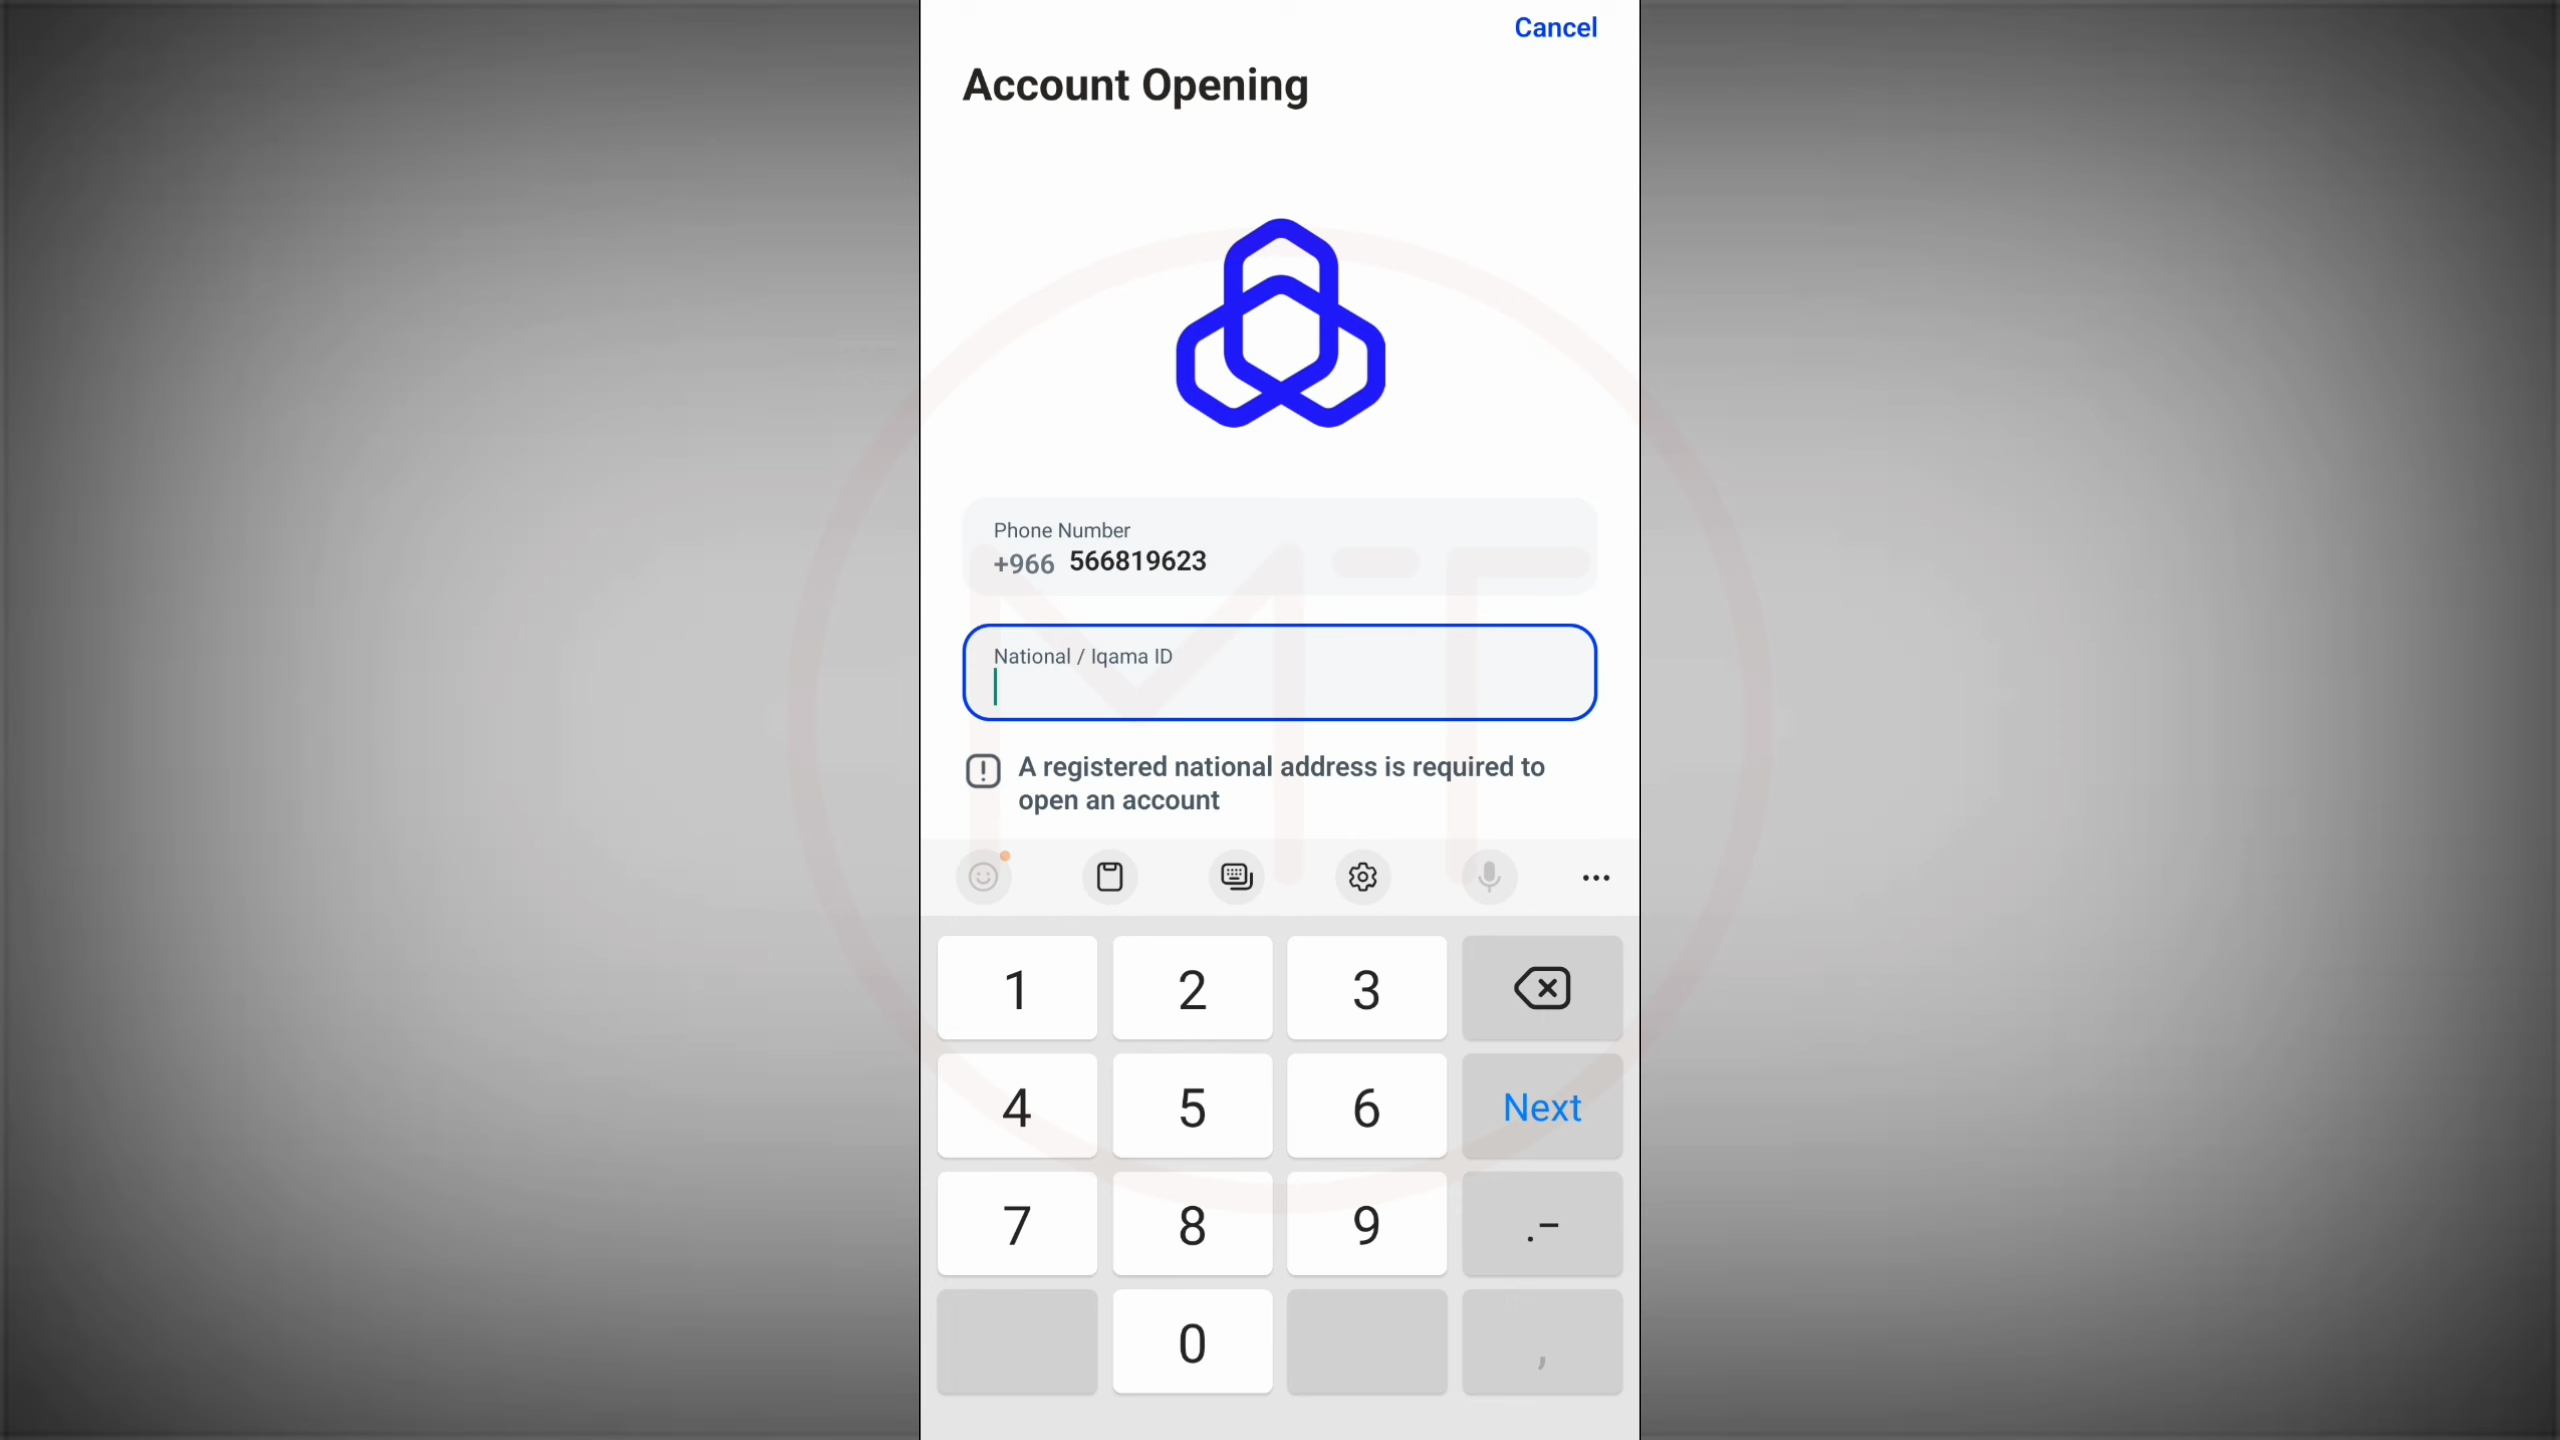 Cancel
Account Opening
Phone Number
+966 566819623
National / Iqama ID
A registered national address is required to
open an account
1 2 3
4 5 6 Next
7 8 9 .-
0 ,
MT